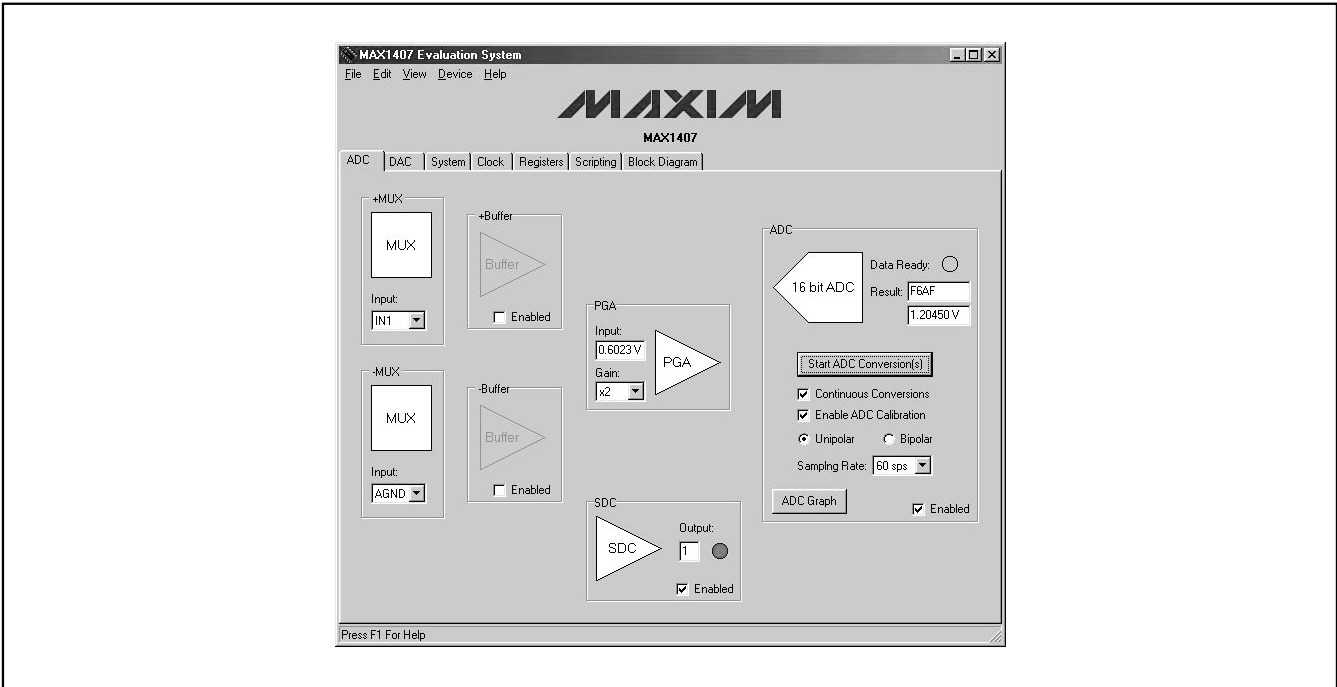 MAX1407 Evaluation System
File Edit View Device Help
MAXIM
MAX1407
ADC DAC System Clock Registers Scripting Block Diagram
+MUX
MUX
Input:
IN1
+Buffer
Buffer
Enabled
-MUX
MUX
Input:
AGND
-Buffer
Buffer
Enabled
PGA
Input:
0.6023 V
Gain:
x2
PGA
SDC
SDC
Output:
1
Enabled
ADC
16 bit ADC
Data Ready:
Result: F6AF
1.20450 V
Start ADC Conversion(s)
Continuous Conversions
Enable ADC Calibration
Unipolar Bipolar
Samplng Rate: 60 sps
ADC Graph
Enabled
Press F1 For Help